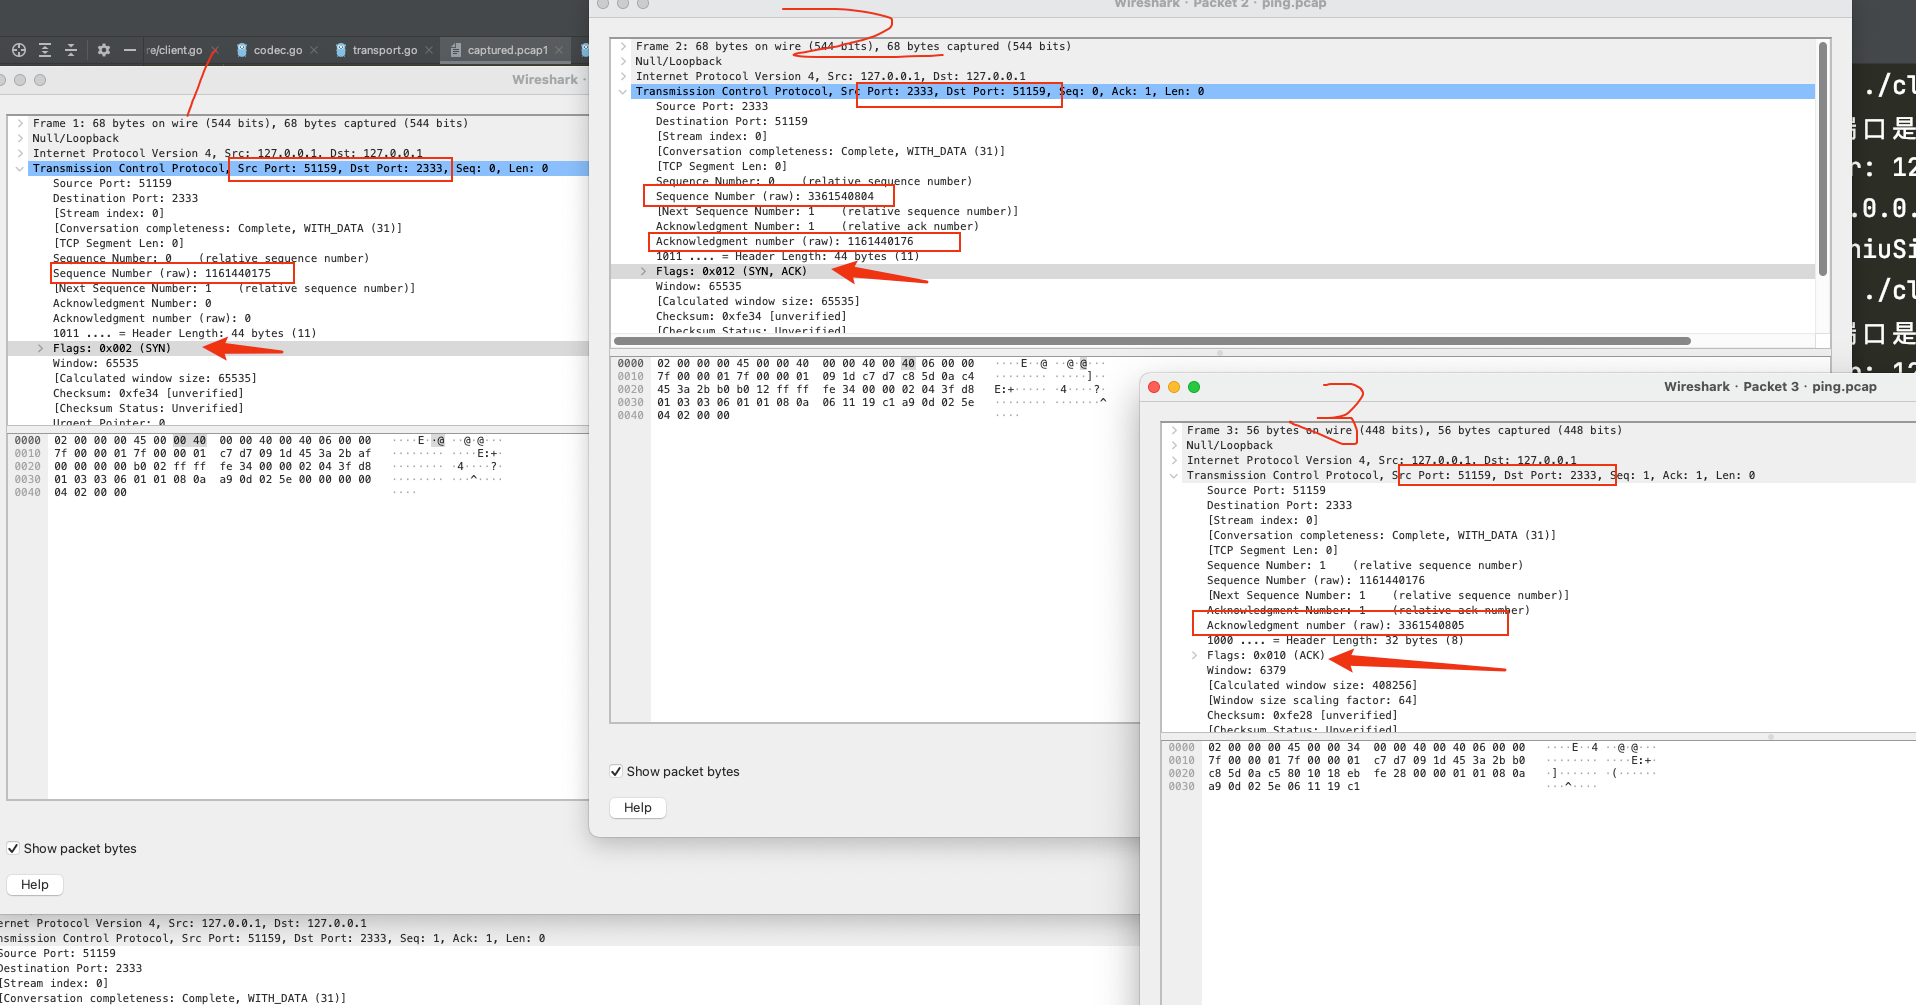 re/client.go
codec.go
transport.go
captured.pcap1
Wireshark ·
Frame 1: 68 bytes on wire (544 bits), 68 bytes captured (544 bits)
Null/Loopback
Internet Protocol Version 4, Src: 127.0.0.1, Dst: 127.0.0.1
Transmission Control Protocol, Src Port: 51159, Dst Port: 2333, Seq: 0, Len: 0
Source Port: 51159
Destination Port: 2333
[Stream index: 0]
[Conversation completeness: Complete, WITH_DATA (31)]
[TCP Segment Len: 0]
Sequence Number: 0    (relative sequence number)
Sequence Number (raw): 1161440175
[Next Sequence Number: 1    (relative sequence number)]
Acknowledgment Number: 0
Acknowledgment number (raw): 0
1011 .... = Header Length: 44 bytes (11)
Flags: 0x002 (SYN)
Window: 65535
[Calculated window size: 65535]
Checksum: 0xfe34 [unverified]
[Checksum Status: Unverified]
Urgent Pointer: 0
0000 02 00 00 00 45 00 00 40 00 00 40 00 40 06 00 00 ····E··@ ··@·@···
0010 7f 00 00 01 7f 00 00 01 c7 d7 09 1d 45 3a 2b af ········ ····E:+·
0020 00 00 00 00 b0 02 ff ff fe 34 00 00 02 04 3f d8 ········ ·4····?·
0030 01 03 03 06 01 01 08 0a a9 0d 02 5e 00 00 00 00 ········ ···^····
0040 04 02 00 00 ····
Show packet bytes
Help
ernet Protocol Version 4, Src: 127.0.0.1, Dst: 127.0.0.1
nsmission Control Protocol, Src Port: 51159, Dst Port: 2333, Seq: 1, Ack: 1, Len: 0
Source Port: 51159
Destination Port: 2333
[Stream index: 0]
[Conversation completeness: Complete, WITH_DATA (31)]
Wireshark · Packet 2 · ping.pcap
2
Frame 2: 68 bytes on wire (544 bits), 68 bytes captured (544 bits)
Null/Loopback
Internet Protocol Version 4, Src: 127.0.0.1, Dst: 127.0.0.1
Transmission Control Protocol, Src Port: 2333, Dst Port: 51159, Seq: 0, Ack: 1, Len: 0
Source Port: 2333
Destination Port: 51159
[Stream index: 0]
[Conversation completeness: Complete, WITH_DATA (31)]
[TCP Segment Len: 0]
Sequence Number: 0    (relative sequence number)
Sequence Number (raw): 3361540804
[Next Sequence Number: 1    (relative sequence number)]
Acknowledgment Number: 1    (relative ack number)
Acknowledgment number (raw): 1161440176
1011 .... = Header Length: 44 bytes (11)
Flags: 0x012 (SYN, ACK)
Window: 65535
[Calculated window size: 65535]
Checksum: 0xfe34 [unverified]
[Checksum Status: Unverified]
0000 02 00 00 00 45 00 00 40 00 00 40 00 40 06 00 00 ····E··@ ··@·@···
0010 7f 00 00 01 7f 00 00 01 09 1d c7 d7 c8 5d 0a c4 ········ ·····]··
0020 45 3a 2b b0 b0 12 ff ff fe 34 00 00 02 04 3f d8 E:+····· ·4····?·
0030 01 03 03 06 01 01 08 0a 06 11 19 c1 a9 0d 02 5e ········ ·······^
0040 04 02 00 00 ····
Show packet bytes
Help
./cl
端口是
r: 12
.0.0.
niuSi
./cl
端口是
Wireshark · Packet 3 · ping.pcap
3
Frame 3: 56 bytes on wire (448 bits), 56 bytes captured (448 bits)
Null/Loopback
Internet Protocol Version 4, Src: 127.0.0.1, Dst: 127.0.0.1
Transmission Control Protocol, Src Port: 51159, Dst Port: 2333, Seq: 1, Ack: 1, Len: 0
Source Port: 51159
Destination Port: 2333
[Stream index: 0]
[Conversation completeness: Complete, WITH_DATA (31)]
[TCP Segment Len: 0]
Sequence Number: 1    (relative sequence number)
Sequence Number (raw): 1161440176
[Next Sequence Number: 1    (relative sequence number)]
Acknowledgment Number: 1    (relative ack number)
Acknowledgment number (raw): 3361540805
1000 .... = Header Length: 32 bytes (8)
Flags: 0x010 (ACK)
Window: 6379
[Calculated window size: 408256]
[Window size scaling factor: 64]
Checksum: 0xfe28 [unverified]
[Checksum Status: Unverified]
0000 02 00 00 00 45 00 00 34 00 00 40 00 40 06 00 00 ····E··4 ··@·@···
0010 7f 00 00 01 7f 00 00 01 c7 d7 09 1d 45 3a 2b b0 ········ ····E:+·
0020 c8 5d 0a c5 80 10 18 eb fe 28 00 00 01 01 08 0a ·]······ ·(······
0030 a9 0d 02 5e 06 11 19 c1 ···^····